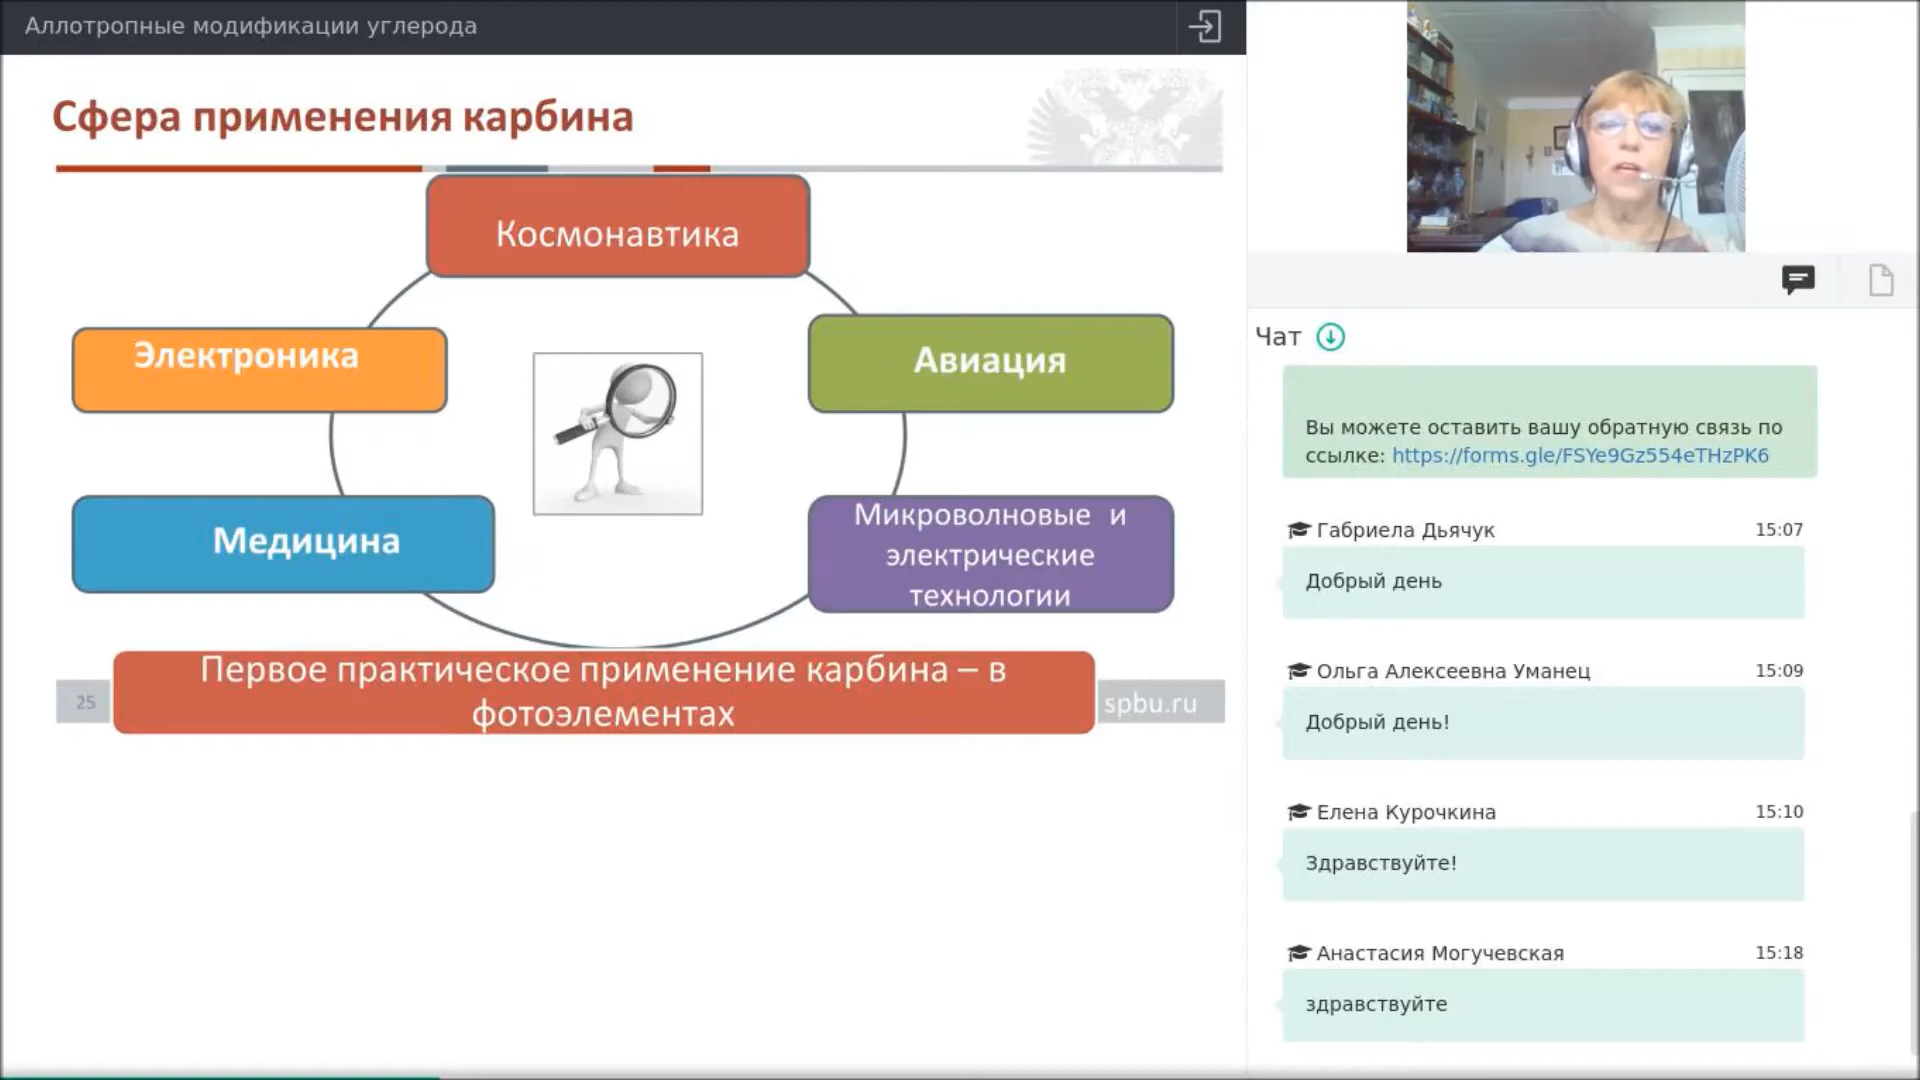 Аллотропные модификации углерода
Сфера применения карбина
Космонавтика
Электроника
Авиация
Медицина
Микроволновые и
электрические
технологии
Первое практическое применение карбина – в
фотоэлементах
25
spbu.ru
Чат
Вы можете оставить вашу обратную связь по
ссылке: https://forms.gle/FSYe9Gz554eTHzPK6
Габриела Дьячук 15:07
Добрый день
Ольга Алексеевна Уманец 15:09
Добрый день!
Елена Курочкина 15:10
Здравствуйте!
Анастасия Могучевская 15:18
здравствуйте